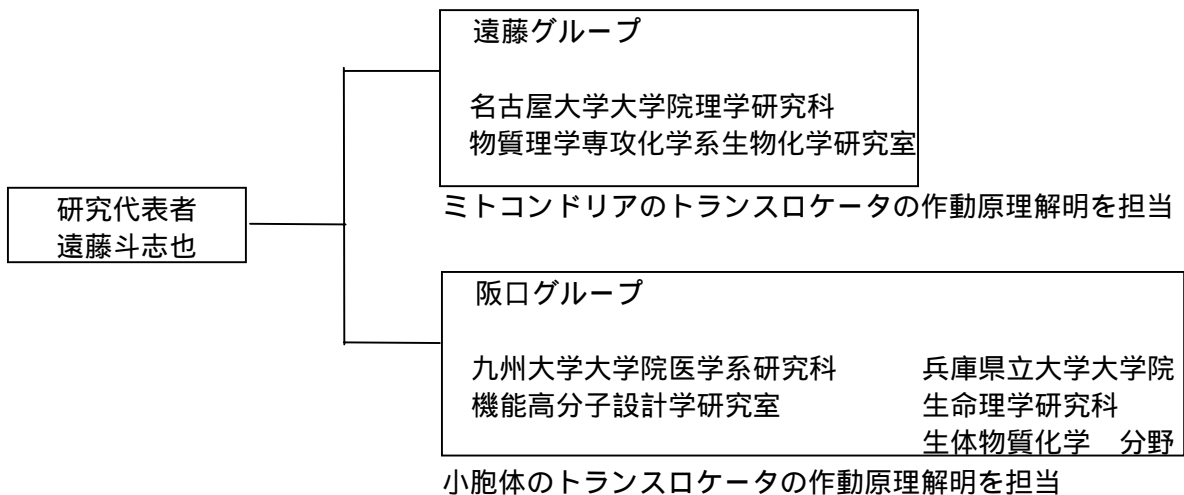 遠藤グループ
名古屋大学大学院理学研究科
物質理学専攻化学系生物化学研究室
ミトコンドリアのトランスロケータの作動原理解明を担当
研究代表者
遠藤斗志也
阪口グループ
九州大学大学院医学系研究科
機能高分子設計学研究室
兵庫県立大学大学院
生命理学研究科
生体物質化学　分野
小胞体のトランスロケータの作動原理解明を担当